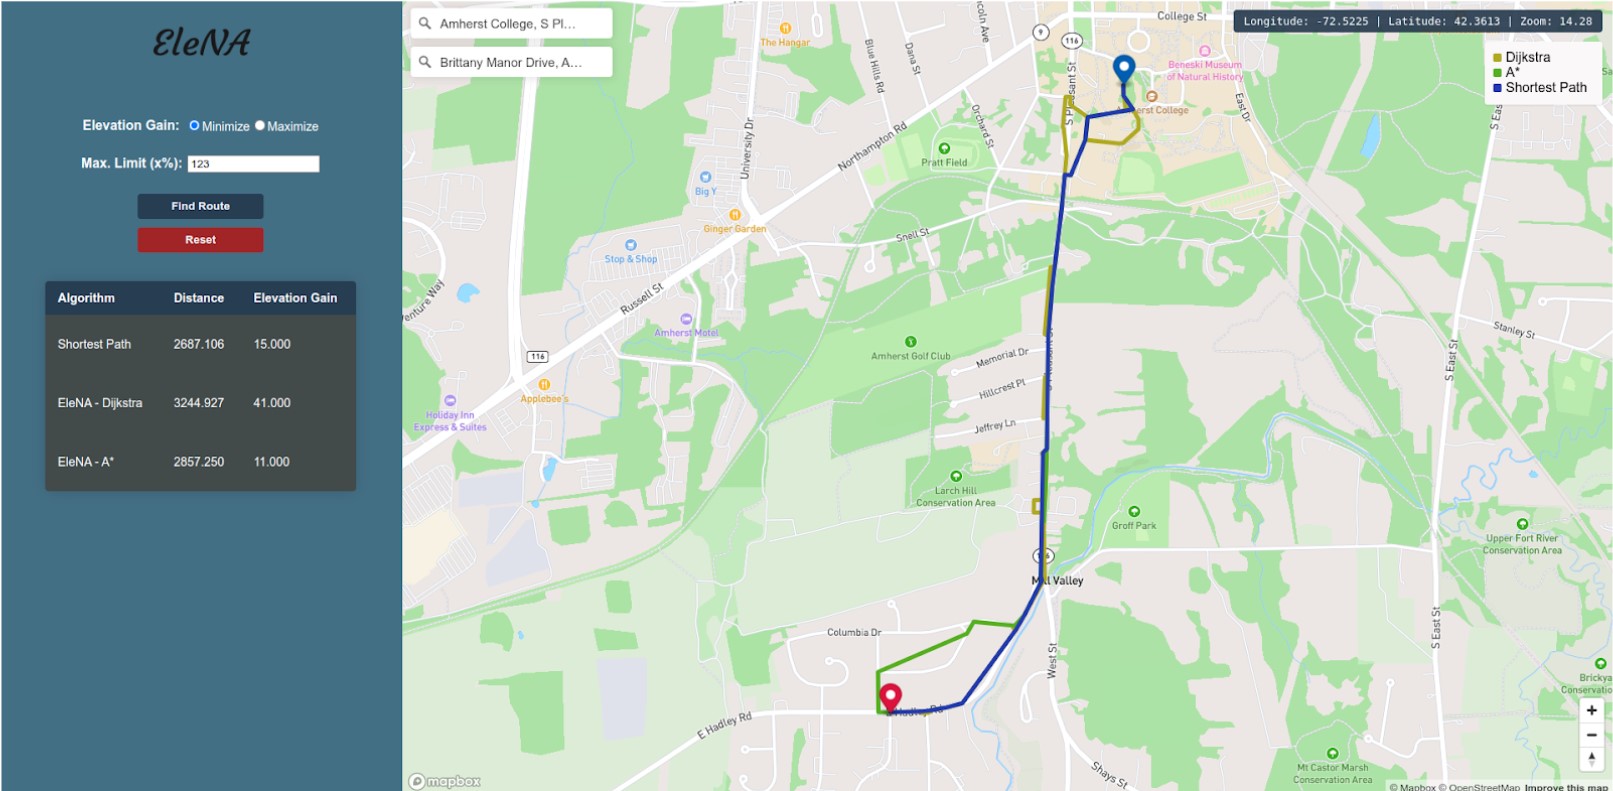 EleNA
Elevation Gain: Minimize Maximize
Max. Limit (x%): 123
Find Route
Reset
Algorithm Distance Elevation Gain
Shortest Path 2687.106 15.000
EleNA - Dijkstra 3244.927 41.000
EleNA - A* 2857.250 11.000
Amherst College, S Pl...
Brittany Manor Drive, A...
Longitude: -72.5225 | Latitude: 42.3613 | Zoom: 14.28
Dijkstra
A*
Shortest Path
College St
9
116
The Hangar
Blue Hills Rd
Dana St
Orchard St
Beneski Museum
of Natural History
East Dr
University Dr
Northampton Rd
Pratt Field
Big Y
Ginger Garden
Snell St
Stop & Shop
Russell St
Amherst Motel
Amherst Golf Club
Memorial Dr
Hillcrest Pl
Jeffrey Ln
Stanley St
S East St
116
Applebee's
Holiday Inn
Express & Suites
Larch Hill
Conservation Area
Groff Park
Upper Fort River
Conservation Area
Columbia Dr
West St
S East St
E Hadley Rd
Shays St
Mt Castor Marsh
Conservation Area
mapbox
© Mapbox © OpenStreetMap Improve this map